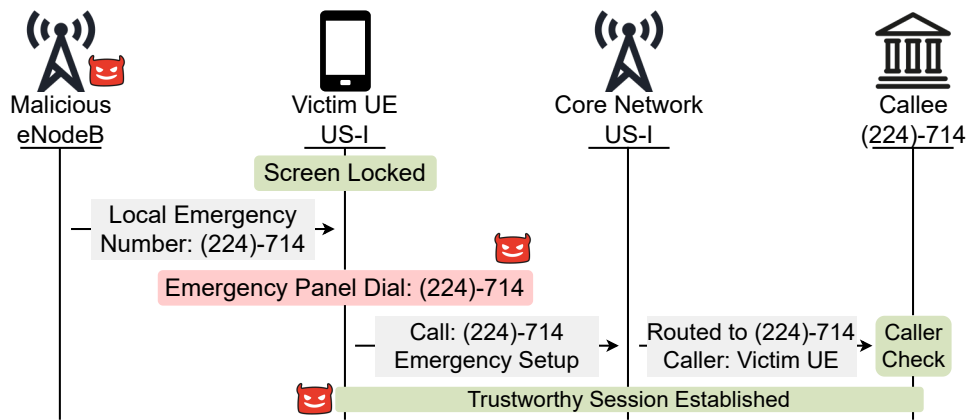 Malicious
eNodeB
Victim UE
US-I
Core Network
US-I
Callee
(224)-714
Screen Locked
Local Emergency
Number: (224)-714
Emergency Panel Dial: (224)-714
Call: (224)-714
Emergency Setup
Routed to (224)-714
Caller: Victim UE
Caller
Check
Trustworthy Session Established